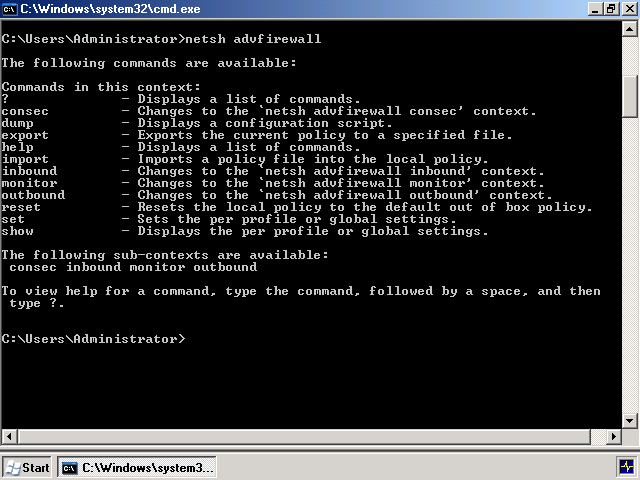 C:\Windows\system32\cmd.exe
C:\Users\Administrator>netsh advfirewall
The following commands are available:
Commands in this context:
?              - Displays a list of commands.
consec         - Changes to the `netsh advfirewall consec' context.
dump           - Displays a configuration script.
export         - Exports the current policy to a specified file.
help           - Displays a list of commands.
import         - Imports a policy file into the local policy.
inbound        - Changes to the `netsh advfirewall inbound' context.
monitor        - Changes to the `netsh advfirewall monitor' context.
outbound       - Changes to the `netsh advfirewall outbound' context.
reset          - Resets the local policy to the default out of box policy.
set            - Sets the per profile or global settings.
show           - Displays the per profile or global settings.
The following sub-contexts are available:
 consec inbound monitor outbound
To view help for a command, type the command, followed by a space, and then
 type ?.
C:\Users\Administrator>
Start C:\Windows\system3...